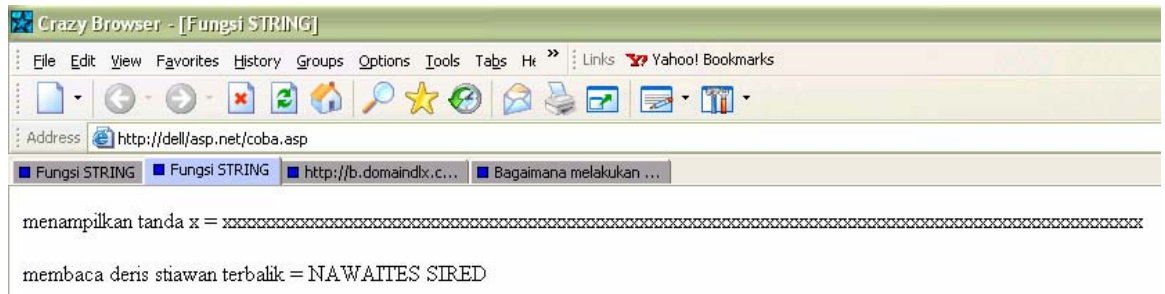 Crazy Browser - [Fungsi STRING]
File Edit View Favorites History Groups Options Tools Tabs He » Links Yahoo! Bookmarks
Address http://dell/asp.net/coba.asp
Fungsi STRING Fungsi STRING http://b.domaindlx.c... Bagaimana melakukan ...
menampilkan tanda x = xxxxxxxxxxxxxxxxxxxxxxxxxxxxxxxxxxxxxxxxxxxxxxxxxxxxxxxxxxxxxxxxxxxxxxxxxxxxxxxxxxxxxxxxxxxxxxxxxxxx
membaca deris stiawan terbalik = NAWAITES SIRED